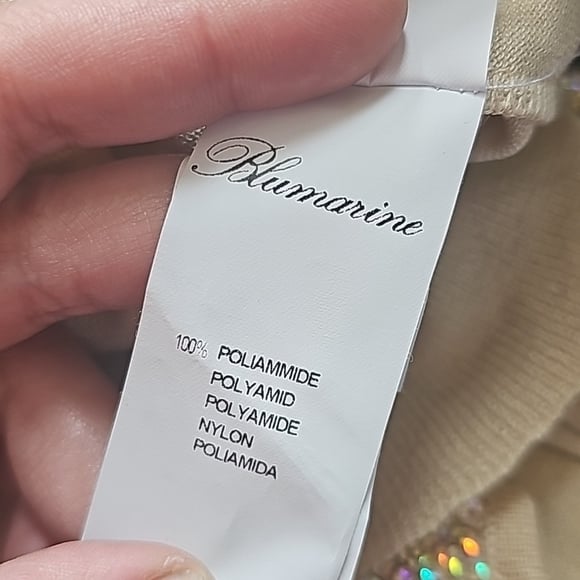 Blumarine
100% POLIAMMIDE
POLYAMID
POLYAMIDE
NYLON
POLIAMIDA